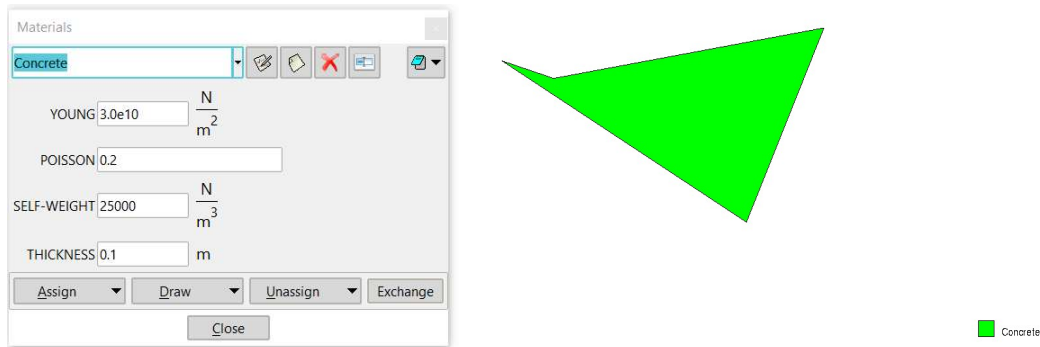 Materials
Concrete
YOUNG 3.0e10 N/m²
POISSON 0.2
SELF-WEIGHT 25000 N/m³
THICKNESS 0.1 m
Assign Draw Unassign Exchange
Close
Concrete